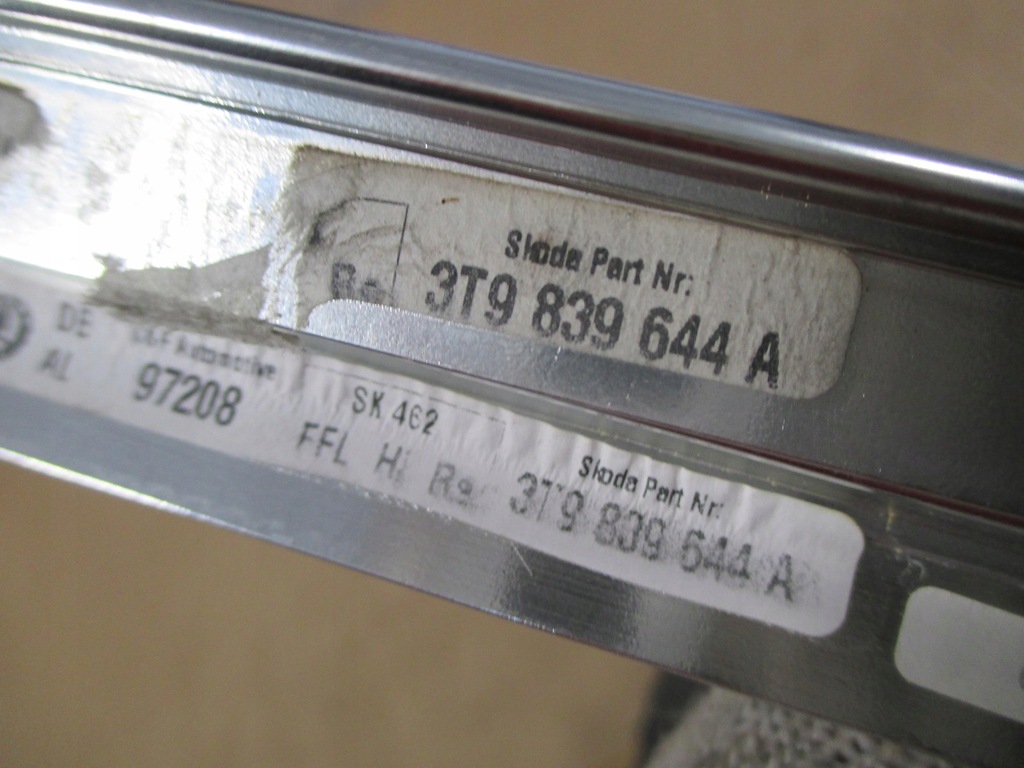 Skoda Part Nr:
Re 3T9 839 644 A
DE
AL
Automotive
97208
SK 462
FFL Hi Re
Skoda Part Nr:
3T9 839 644 A